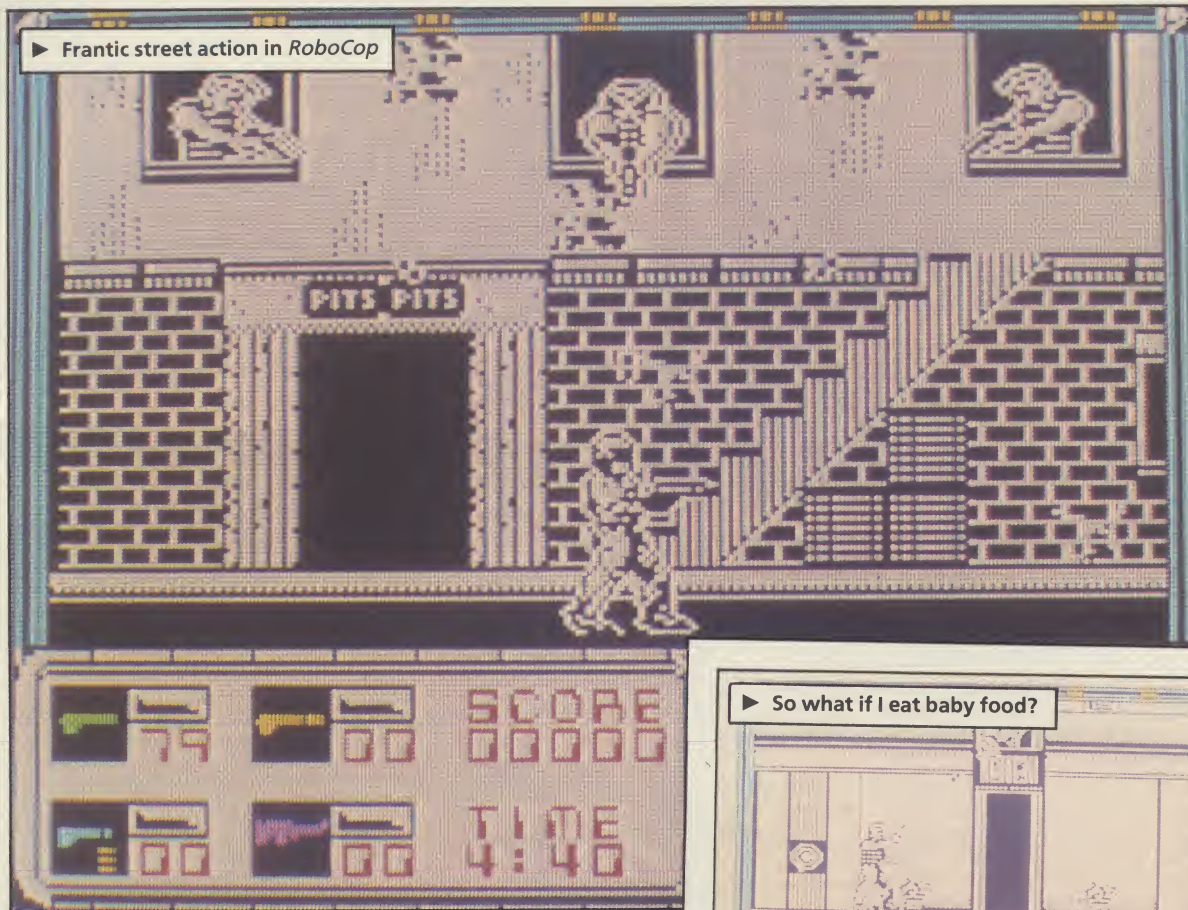 ▶ Frantic street action in RoboCop
PITS PITS
79
00
SCORE
00000
00
00
TIME
4:40
▶ So what if I eat baby food?